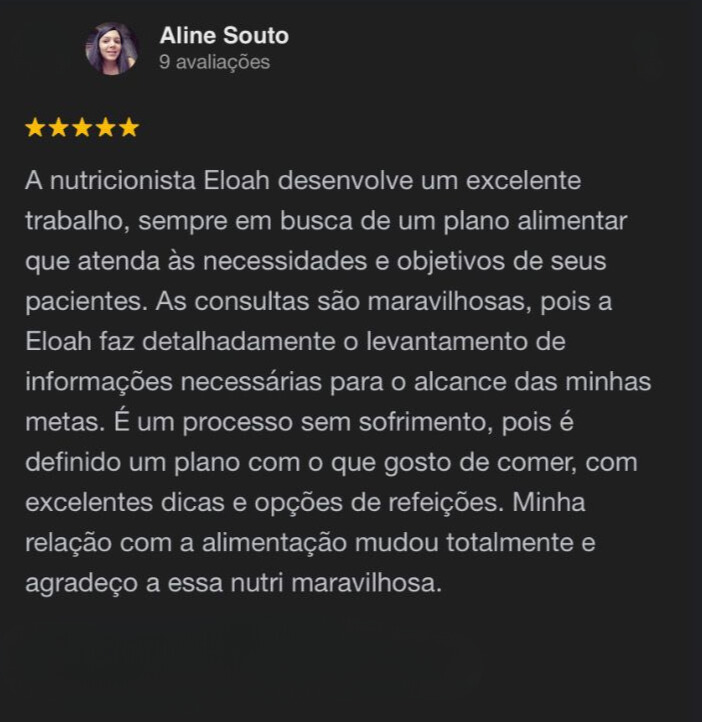 Aline Souto
9 avaliações
A nutricionista Eloah desenvolve um excelente
trabalho, sempre em busca de um plano alimentar
que atenda às necessidades e objetivos de seus
pacientes. As consultas são maravilhosas, pois a
Eloah faz detalhadamente o levantamento de
informações necessárias para o alcance das minhas
metas. É um processo sem sofrimento, pois é
definido um plano com o que gosto de comer, com
excelentes dicas e opções de refeições. Minha
relação com a alimentação mudou totalmente e
agradeço a essa nutri maravilhosa.